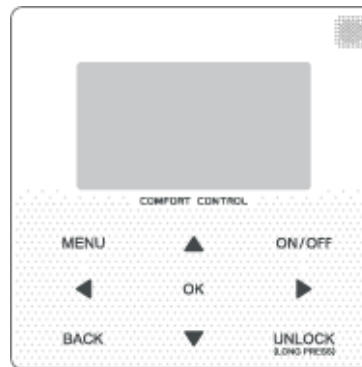 COMFORT CONTROL
MENU
ON/OFF
OK
BACK
UNLOCK
(LONG PRESS)